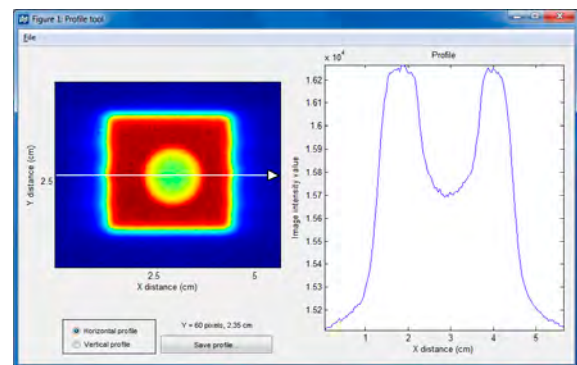 Figure 1: Profile tool
File
Y distance (cm)
2.5
2.5
5
X distance (cm)
Horizontal profile
Vertical profile
Y = 60 pixels, 2.35 cm
Save profile...
Profile
x 10⁴
Image intensity value
1.62
1.61
1.6
1.59
1.58
1.57
1.56
1.55
1.54
1.53
1.52
1
2
3
4
5
X distance (cm)